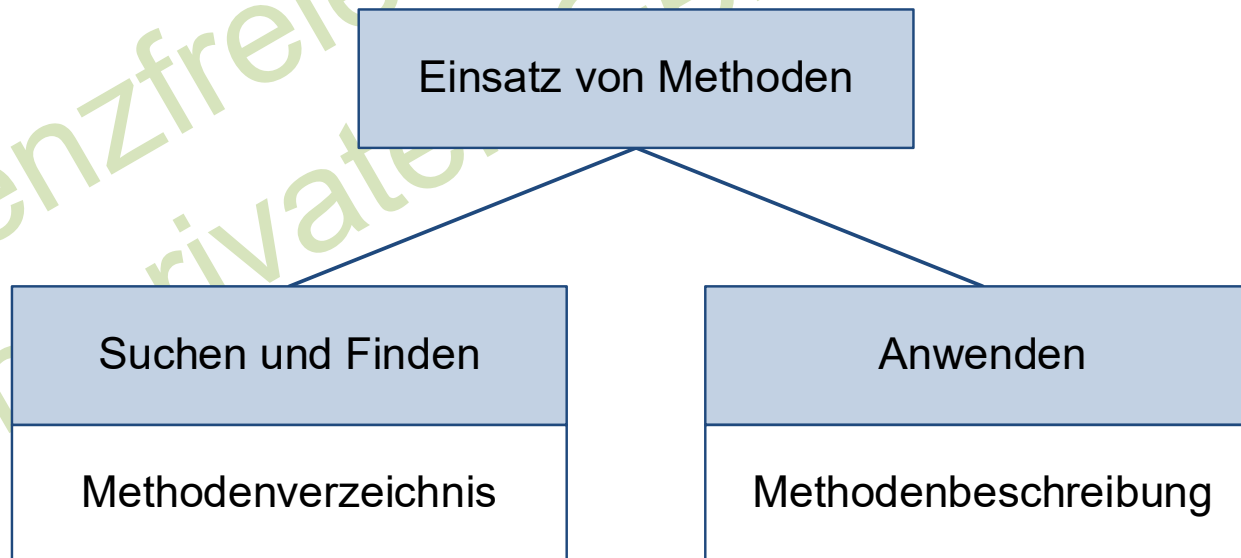 Einsatz von Methoden
Suchen und Finden
Anwenden
Methodenverzeichnis
Methodenbeschreibung